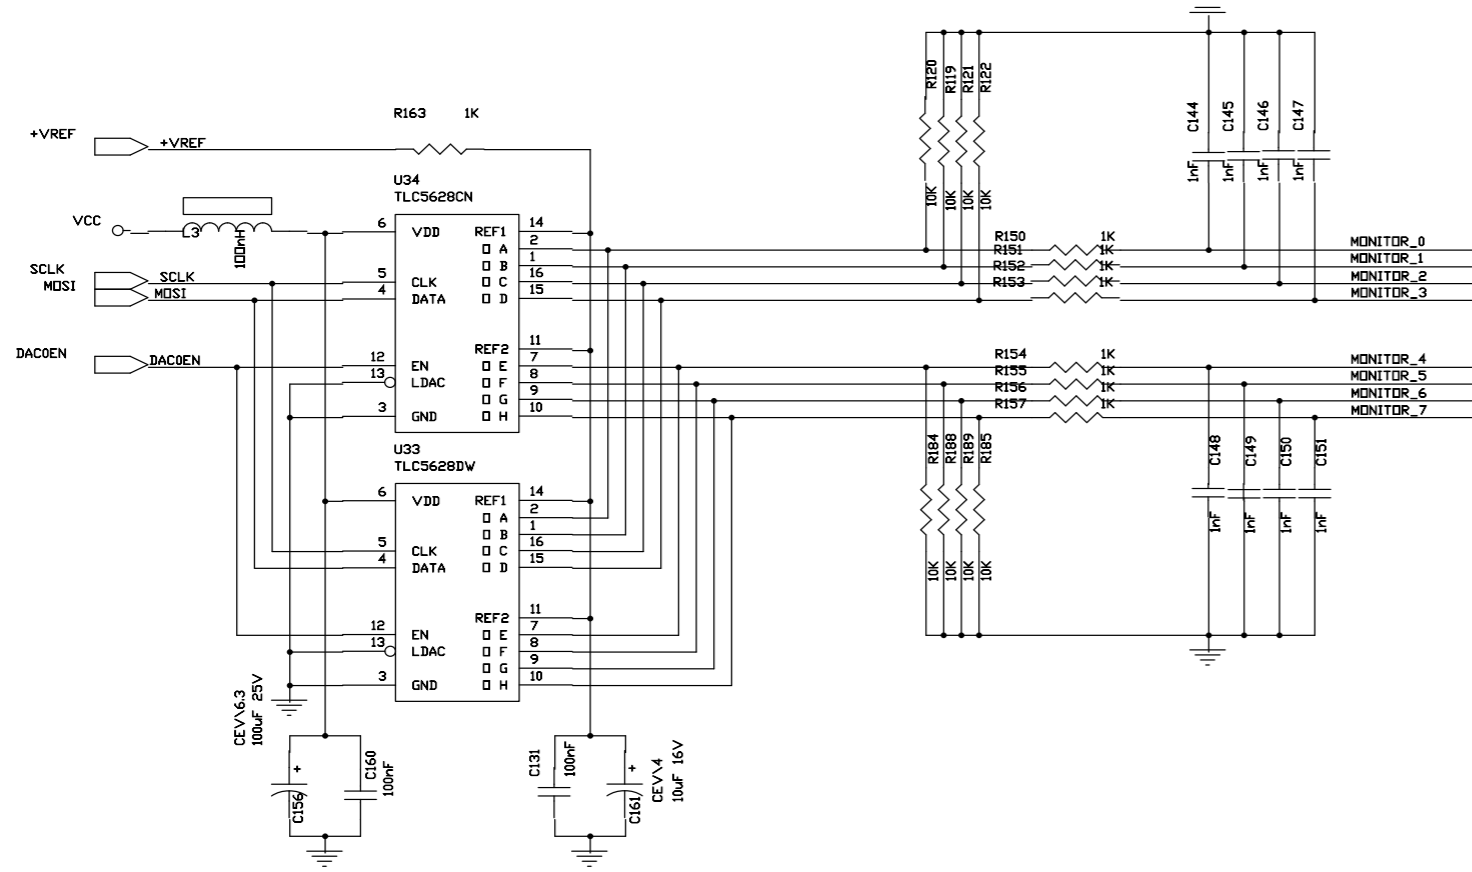 R120
R119
R121
R122
10K
10K
10K
10K
C144
C145
C146
C147
1nF
1nF
1nF
1nF
R163 1K
+VREF
+VREF
U34
TLC5628CN
VCC
L3
100nH
SCLK
SCLK
MOSI
MOSI
DAC0EN
DAC0EN
6 VDD REF1 14
A 2
B 1
5 CLK C 16
4 DATA D 15
REF2 11
12 EN E 7
13 LDAC F 8
G 9
3 GND H 10
R150 1K
R151 1K
R152 1K
R153 1K
MONITOR_0
MONITOR_1
MONITOR_2
MONITOR_3
R154 1K
R155 1K
R156 1K
R157 1K
MONITOR_4
MONITOR_5
MONITOR_6
MONITOR_7
U33
TLC5628DW
6 VDD REF1 14
A 2
B 1
5 CLK C 16
4 DATA D 15
REF2 11
12 EN E 7
13 LDAC F 8
G 9
3 GND H 10
R184
R188
R189
R185
10K
10K
10K
10K
C148
C149
C150
C151
1nF
1nF
1nF
1nF
CEV\6.3
100uF 25V
+
C156
C160
100nF
C131
100nF
+
C161
CEV\4
10uF 16V